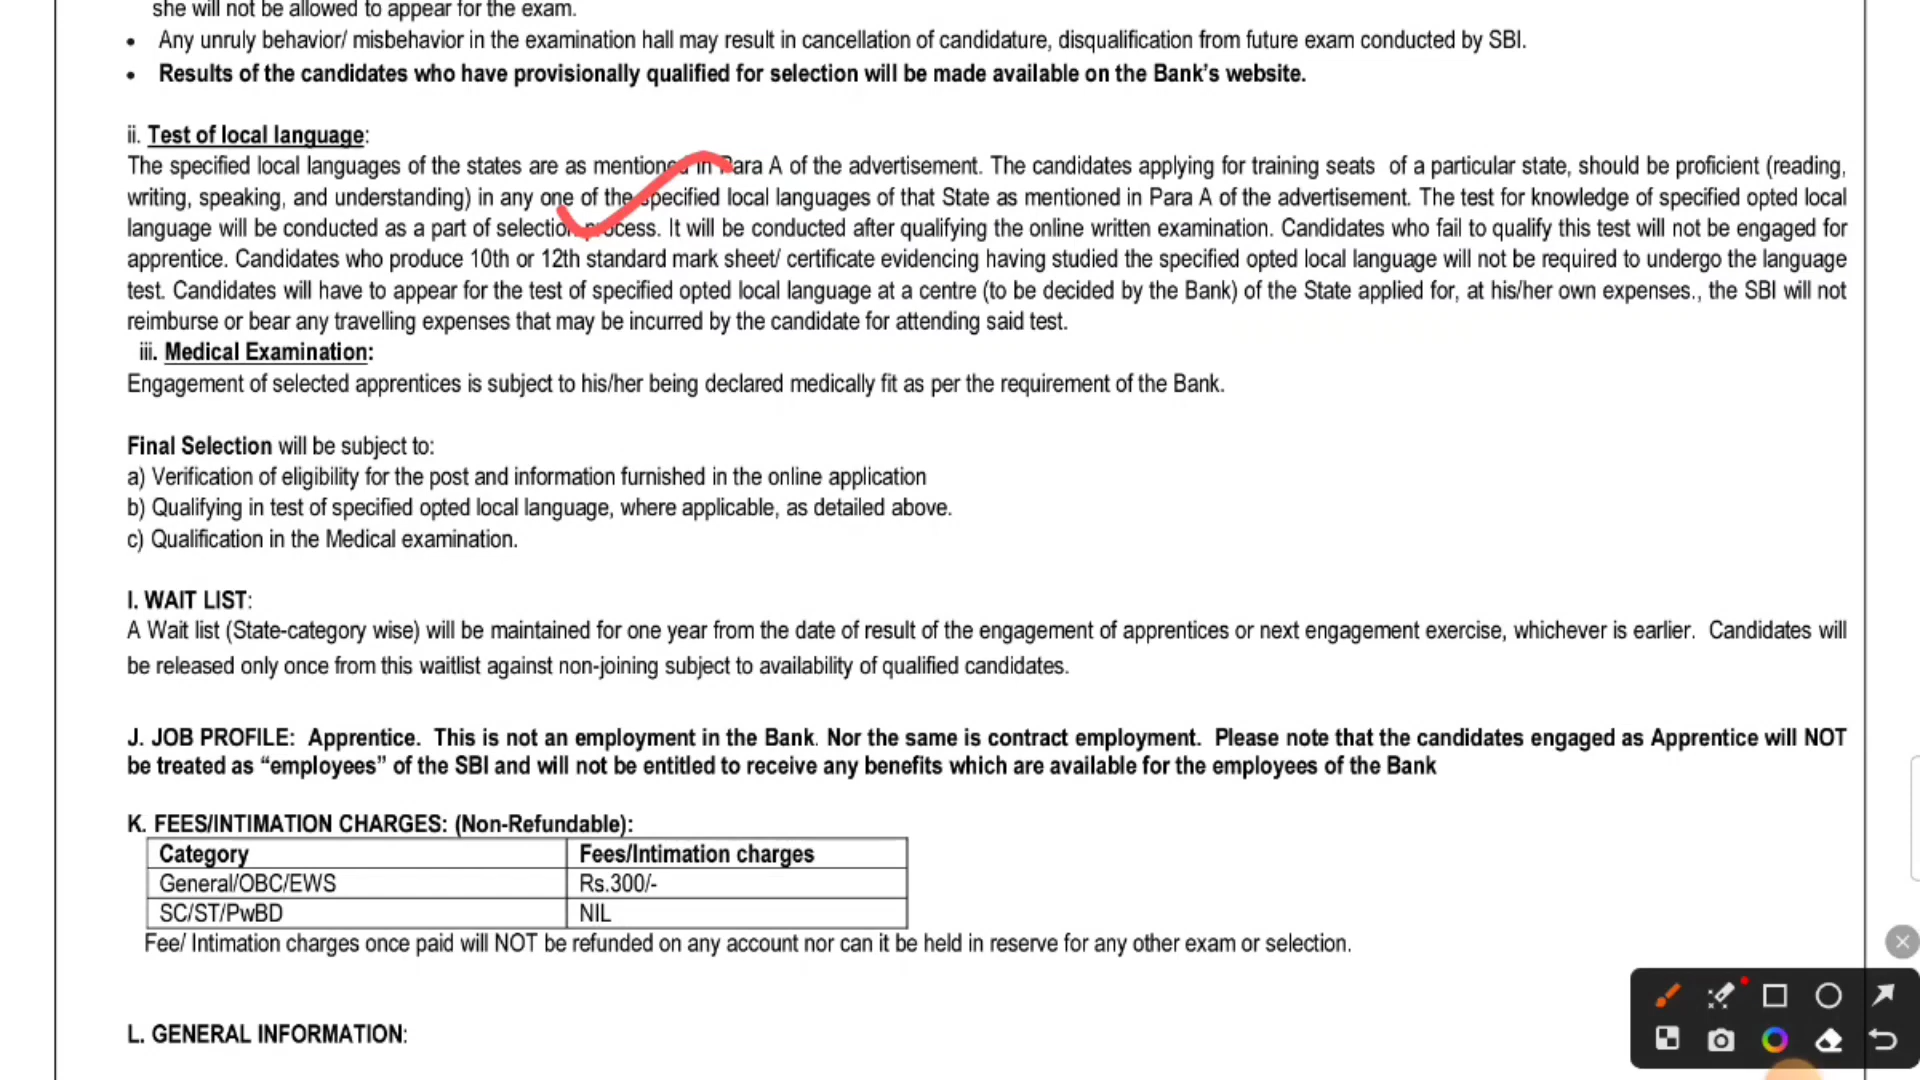 she will not be allowed to appear for the exam.
• Any unruly behavior/ misbehavior in the examination hall may result in cancellation of candidature, disqualification from future exam conducted by SBI.
• Results of the candidates who have provisionally qualified for selection will be made available on the Bank’s website.
ii. Test of local language:
The specified local languages of the states are as mentioned in Para A of the advertisement. The candidates applying for training seats of a particular state, should be proficient (reading,
writing, speaking, and understanding) in any one of the specified local languages of that State as mentioned in Para A of the advertisement. The test for knowledge of specified opted local
language will be conducted as a part of selection process. It will be conducted after qualifying the online written examination. Candidates who fail to qualify this test will not be engaged for
apprentice. Candidates who produce 10th or 12th standard mark sheet/ certificate evidencing having studied the specified opted local language will not be required to undergo the language
test. Candidates will have to appear for the test of specified opted local language at a centre (to be decided by the Bank) of the State applied for, at his/her own expenses., the SBI will not
reimburse or bear any travelling expenses that may be incurred by the candidate for attending said test.
iii. Medical Examination:
Engagement of selected apprentices is subject to his/her being declared medically fit as per the requirement of the Bank.
Final Selection will be subject to:
a) Verification of eligibility for the post and information furnished in the online application
b) Qualifying in test of specified opted local language, where applicable, as detailed above.
c) Qualification in the Medical examination.
I. WAIT LIST:
A Wait list (State-category wise) will be maintained for one year from the date of result of the engagement of apprentices or next engagement exercise, whichever is earlier. Candidates will
be released only once from this waitlist against non-joining subject to availability of qualified candidates.
J. JOB PROFILE: Apprentice. This is not an employment in the Bank. Nor the same is contract employment. Please note that the candidates engaged as Apprentice will NOT
be treated as “employees” of the SBI and will not be entitled to receive any benefits which are available for the employees of the Bank
K. FEES/INTIMATION CHARGES: (Non-Refundable):
Category Fees/Intimation charges
General/OBC/EWS Rs.300/-
SC/ST/PwBD NIL
Fee/ Intimation charges once paid will NOT be refunded on any account nor can it be held in reserve for any other exam or selection.
L. GENERAL INFORMATION: